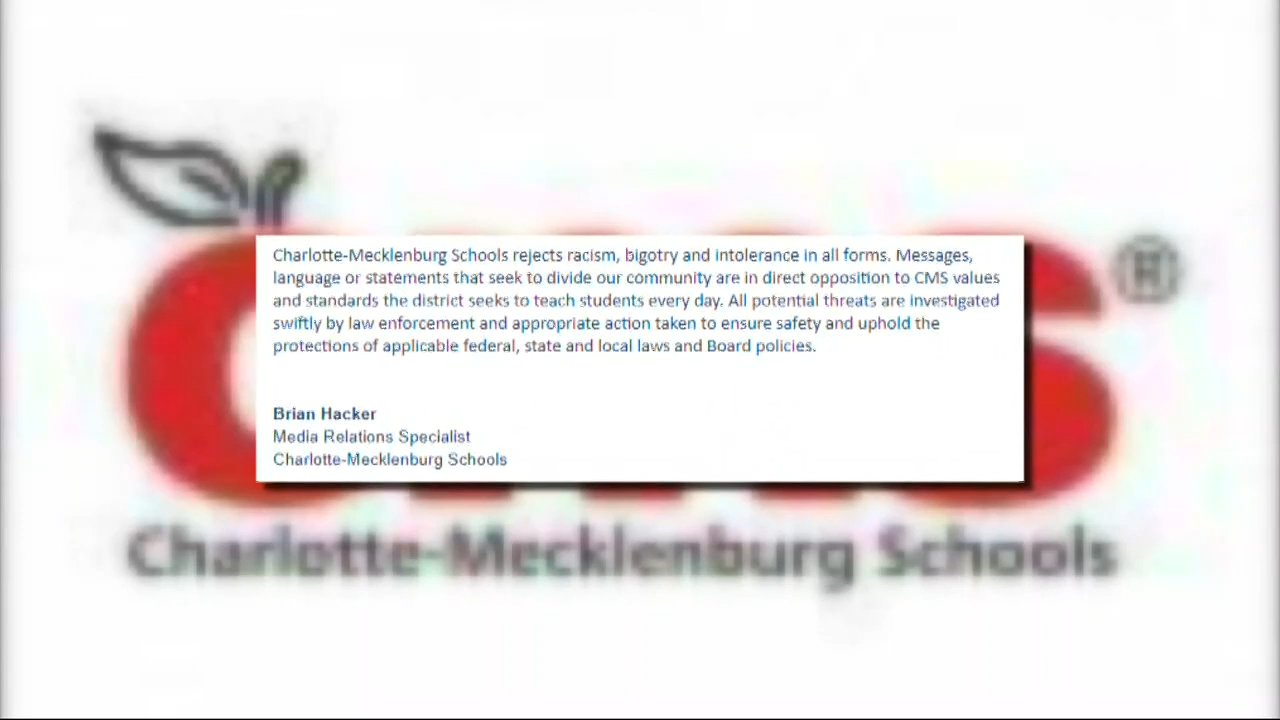 Charlotte-Mecklenburg Schools rejects racism, bigotry and intolerance in all forms. Messages,
language or statements that seek to divide our community are in direct opposition to CMS values
and standards the district seeks to teach students every day. All potential threats are investigated
swiftly by law enforcement and appropriate action taken to ensure safety and uphold the
protections of applicable federal, state and local laws and Board policies.
Brian Hacker
Media Relations Specialist
Charlotte-Mecklenburg Schools
®
Charlotte-Mecklenburg Schools